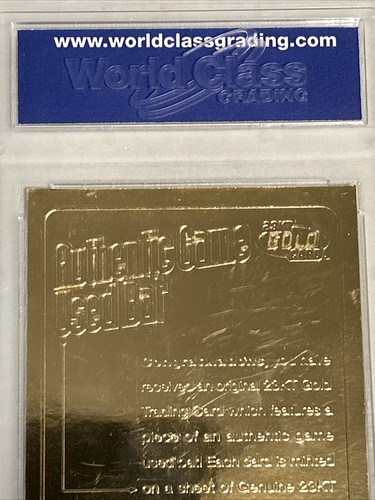 www.worldclassgrading.com
World Class
GRADING
23KT
GOLD
CARD
Authentic Game
Used Bat
Congratulations, you have
received an original 23KT Gold
Trading Card which features a
piece of an authentic game
used bat! Each card is minted
on a sheet of Genuine 23KT